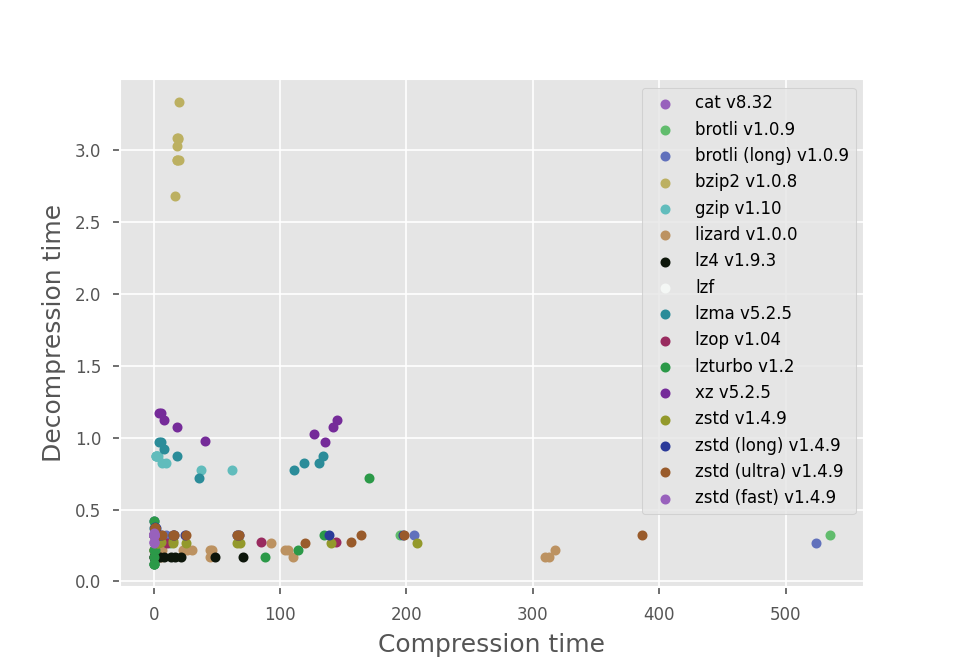 cat v8.32
brotli v1.0.9
brotli (long) v1.0.9
bzip2 v1.0.8
gzip v1.10
lizard v1.0.0
lz4 v1.9.3
lzf
lzma v5.2.5
lzop v1.04
lzturbo v1.2
xz v5.2.5
zstd v1.4.9
zstd (long) v1.4.9
zstd (ultra) v1.4.9
zstd (fast) v1.4.9
Decompression time
3.0
2.5
2.0
1.5
1.0
0.5
0.0
0 100 200 300 400 500
Compression time